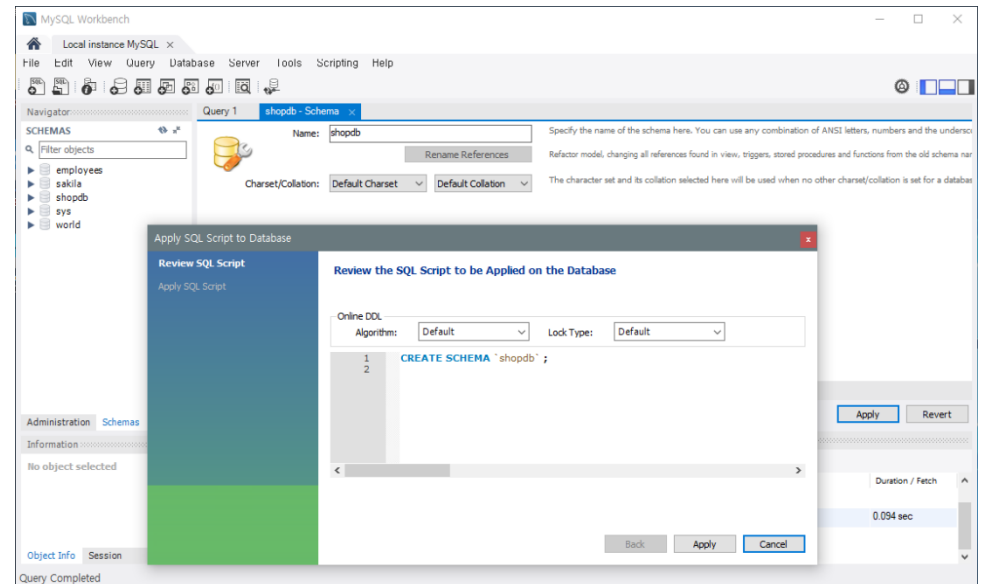 MySQL Workbench
Local instance MySQL ×
File Edit View Query Database Server Tools Scripting Help
Navigator
SCHEMAS
Filter objects
employees
sakila
shopdb
sys
world
Administration Schemas
Information
No object selected
Object Info Session
Query Completed
Query 1 shopdb - Schema ×
Name: shopdb
Rename References
Charset/Collation: Default Charset Default Collation
Specify the name of the schema here. You can use any combination of ANSI letters, numbers and the undersc
Refactor model, changing all references found in view, triggers, stored procedures and functions from the old schema nar
The character set and its collation selected here will be used when no other charset/collation is set for a databas
Apply Revert
Duration / Fetch
0.094 sec
Apply SQL Script to Database
Review SQL Script
Apply SQL Script
Review the SQL Script to be Applied on the Database
Online DDL
Algorithm: Default Lock Type: Default
1 CREATE SCHEMA `shopdb` ;
2
Back Apply Cancel